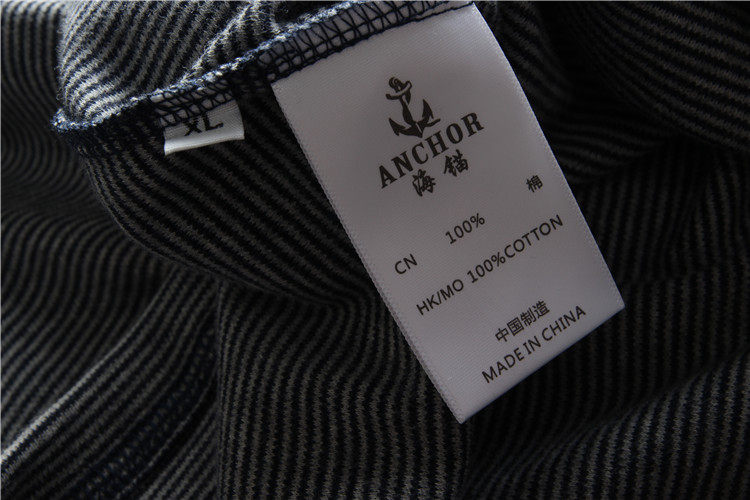 XL
ANCHOR
海锚
CN 100% 棉
HK/MO 100%COTTON
中国制造
MADE IN CHINA